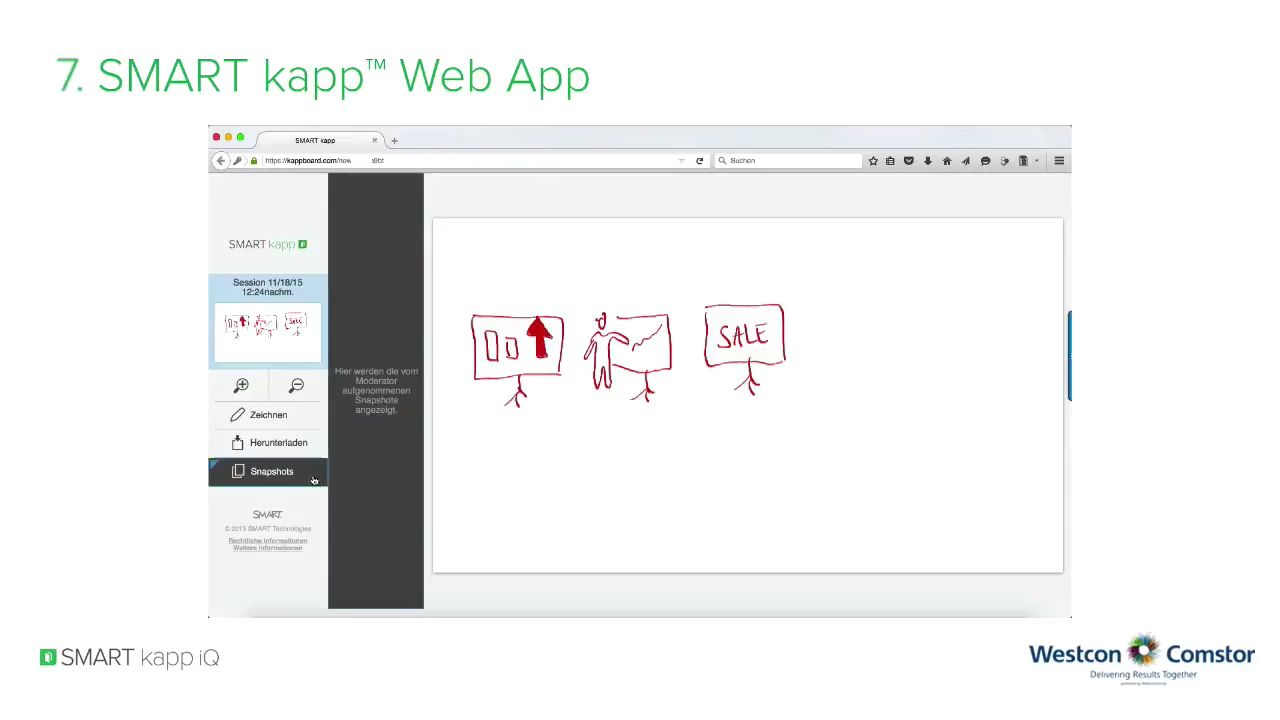 7. SMART kapp™ Web App
SMART kapp
https://kappboard.com/new
Suchen
SMART kapp
Session 11/18/15
12:24nachm.
SALE
Zeichnen
Herunterladen
Snapshots
SMART
© 2015 SMART Technologies
Rechtliche Informationen
Weitere Informationen
Hier werden die vom
Moderator
aufgenommenen
Snapshots
angezeigt.
SALE
SMART kapp iQ
Westcon Comstor
Delivering Results Together